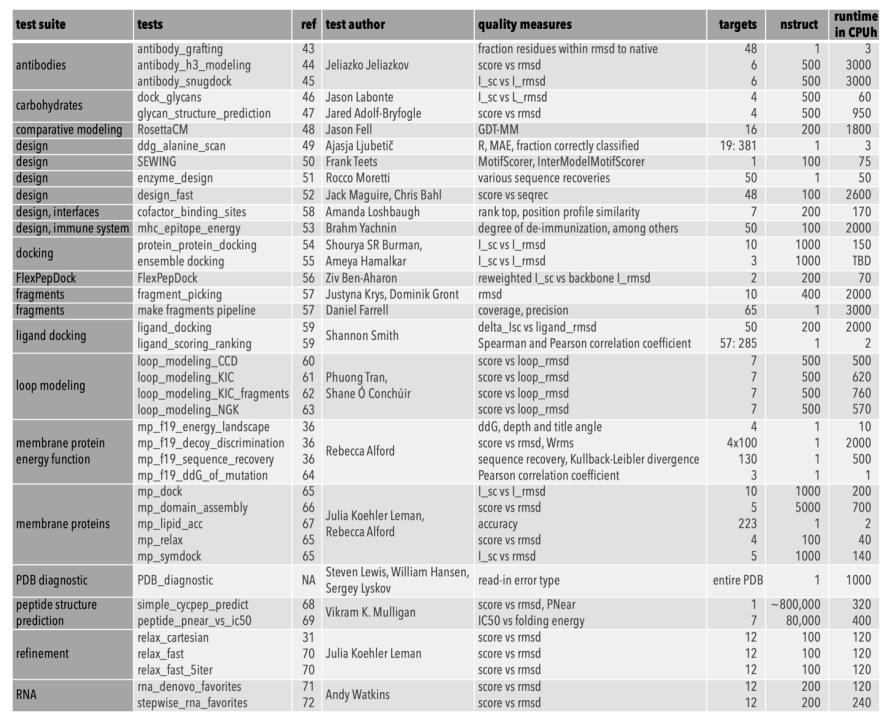 test suite tests ref test author quality measures targets nstruct runtime in CPUh
antibodies antibody_grafting 43 Jeliazko Jeliazkov fraction residues within rmsd to native 48 1 3
antibody_h3_modeling 44 score vs rmsd 6 500 3000
antibody_snugdock 45 I_sc vs I_rmsd 6 500 3000
carbohydrates dock_glycans 46 Jason Labonte I_sc vs L_rmsd 4 500 60
glycan_structure_prediction 47 Jared Adolf-Bryfogle score vs rmsd 4 500 950
comparative modeling RosettaCM 48 Jason Fell GDT-MM 16 200 1800
design ddg_alanine_scan 49 Ajasja Ljubetič R, MAE, fraction correctly classified 19: 381 1 3
design SEWING 50 Frank Teets MotifScorer, InterModelMotifScorer 1 100 75
design enzyme_design 51 Rocco Moretti various sequence recoveries 50 1 50
design design_fast 52 Jack Maguire, Chris Bahl score vs seqrec 48 100 2600
design, interfaces cofactor_binding_sites 58 Amanda Loshbaugh rank top, position profile similarity 7 200 170
design, immune system mhc_epitope_energy 53 Brahm Yachnin degree of de-immunization, among others 50 100 2000
docking protein_protein_docking 54 Shourya SR Burman, I_sc vs I_rmsd 10 1000 150
ensemble docking 55 Ameya Hamalkar I_sc vs I_rmsd 3 1000 TBD
FlexPepDock FlexPepDock 56 Ziv Ben-Aharon reweighted I_sc vs backbone I_rmsd 2 200 70
fragments fragment_picking 57 Justyna Krys, Dominik Gront rmsd 10 400 2000
fragments make fragments pipeline 57 Daniel Farrell coverage, precision 65 1 3000
ligand docking ligand_docking 59 Shannon Smith delta_Isc vs ligand_rmsd 50 200 2000
ligand_scoring_ranking 59 Spearman and Pearson correlation coefficient 57: 285 1 2
loop modeling loop_modeling_CCD 60 score vs loop_rmsd 7 500 500
loop_modeling_KIC 61 Phuong Tran, score vs loop_rmsd 7 500 620
loop_modeling_KIC_fragments 62 Shane Ó Conchúir score vs loop_rmsd 7 500 760
loop_modeling_NGK 63 score vs loop_rmsd 7 500 570
membrane protein energy function mp_f19_energy_landscape 36 Rebecca Alford ddG, depth and title angle 4 1 10
mp_f19_decoy_discrimination 36 score vs rmsd, Wrms 4x100 1 2000
mp_f19_sequence_recovery 36 sequence recovery, Kullback-Leibler divergence 130 1 500
mp_f19_ddG_of_mutation 64 Pearson correlation coefficient 3 1 1
membrane proteins mp_dock 65 I_sc vs I_rmsd 10 1000 200
mp_domain_assembly 66 Julia Koehler Leman, score vs rmsd 5 5000 700
mp_lipid_acc 67 Rebecca Alford accuracy 223 1 2
mp_relax 65 score vs rmsd 4 100 40
mp_symdock 65 I_sc vs rmsd 5 1000 140
PDB diagnostic PDB_diagnostic NA Steven Lewis, William Hansen, Sergey Lyskov read-in error type entire PDB 1 1000
peptide structure prediction simple_cycpep_predict 68 Vikram K. Mulligan score vs rmsd, PNear 1 ~800,000 320
peptide_pnear_vs_ic50 69 IC50 vs folding energy 7 80,000 400
refinement relax_cartesian 31 score vs rmsd 12 100 120
relax_fast 70 Julia Koehler Leman score vs rmsd 12 100 120
relax_fast_5iter 70 score vs rmsd 12 100 120
RNA rna_denovo_favorites 71 Andy Watkins score vs rmsd 12 200 120
stepwise_rna_favorites 72 score vs rmsd 12 200 240